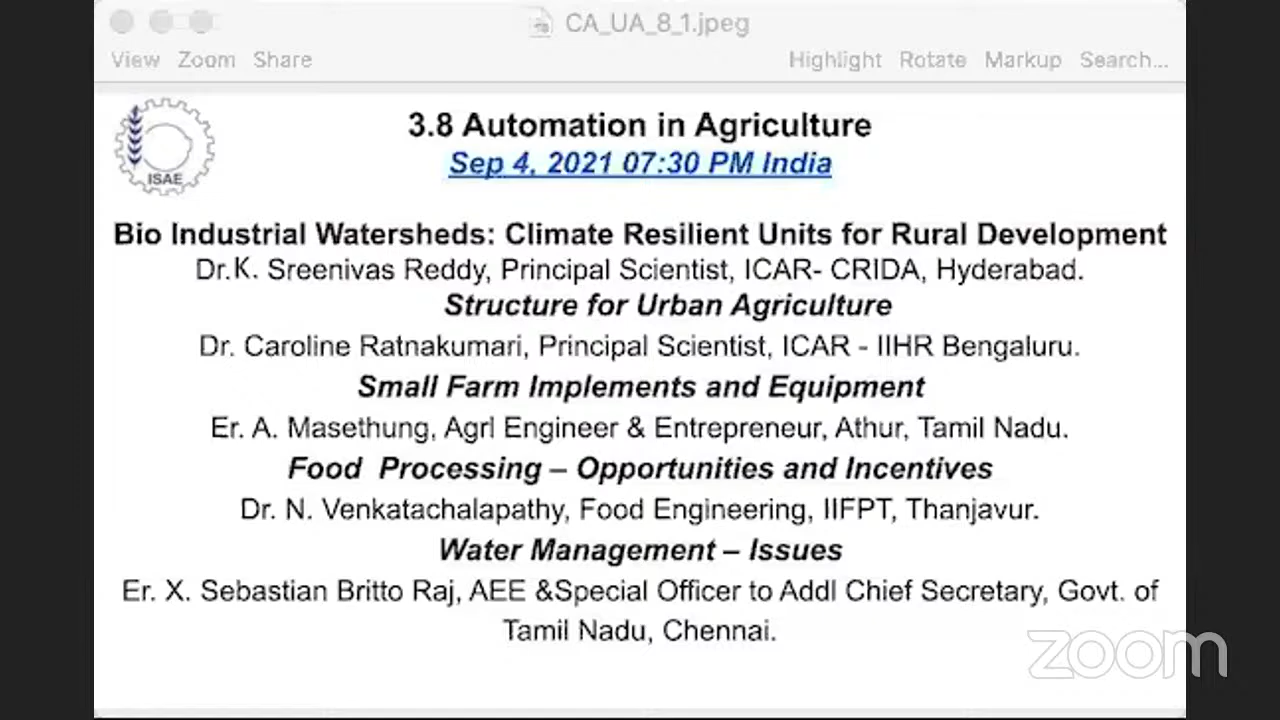 CA_UA_8_1.jpeg
View Zoom Share Highlight Rotate Markup Search...
ISAE
3.8 Automation in Agriculture
Sep 4, 2021 07:30 PM India
Bio Industrial Watersheds: Climate Resilient Units for Rural Development
Dr.K. Sreenivas Reddy, Principal Scientist, ICAR- CRIDA, Hyderabad.
Structure for Urban Agriculture
Dr. Caroline Ratnakumari, Principal Scientist, ICAR - IIHR Bengaluru.
Small Farm Implements and Equipment
Er. A. Masethung, Agrl Engineer & Entrepreneur, Athur, Tamil Nadu.
Food Processing – Opportunities and Incentives
Dr. N. Venkatachalapathy, Food Engineering, IIFPT, Thanjavur.
Water Management – Issues
Er. X. Sebastian Britto Raj, AEE &Special Officer to Addl Chief Secretary, Govt. of
Tamil Nadu, Chennai.
zoom